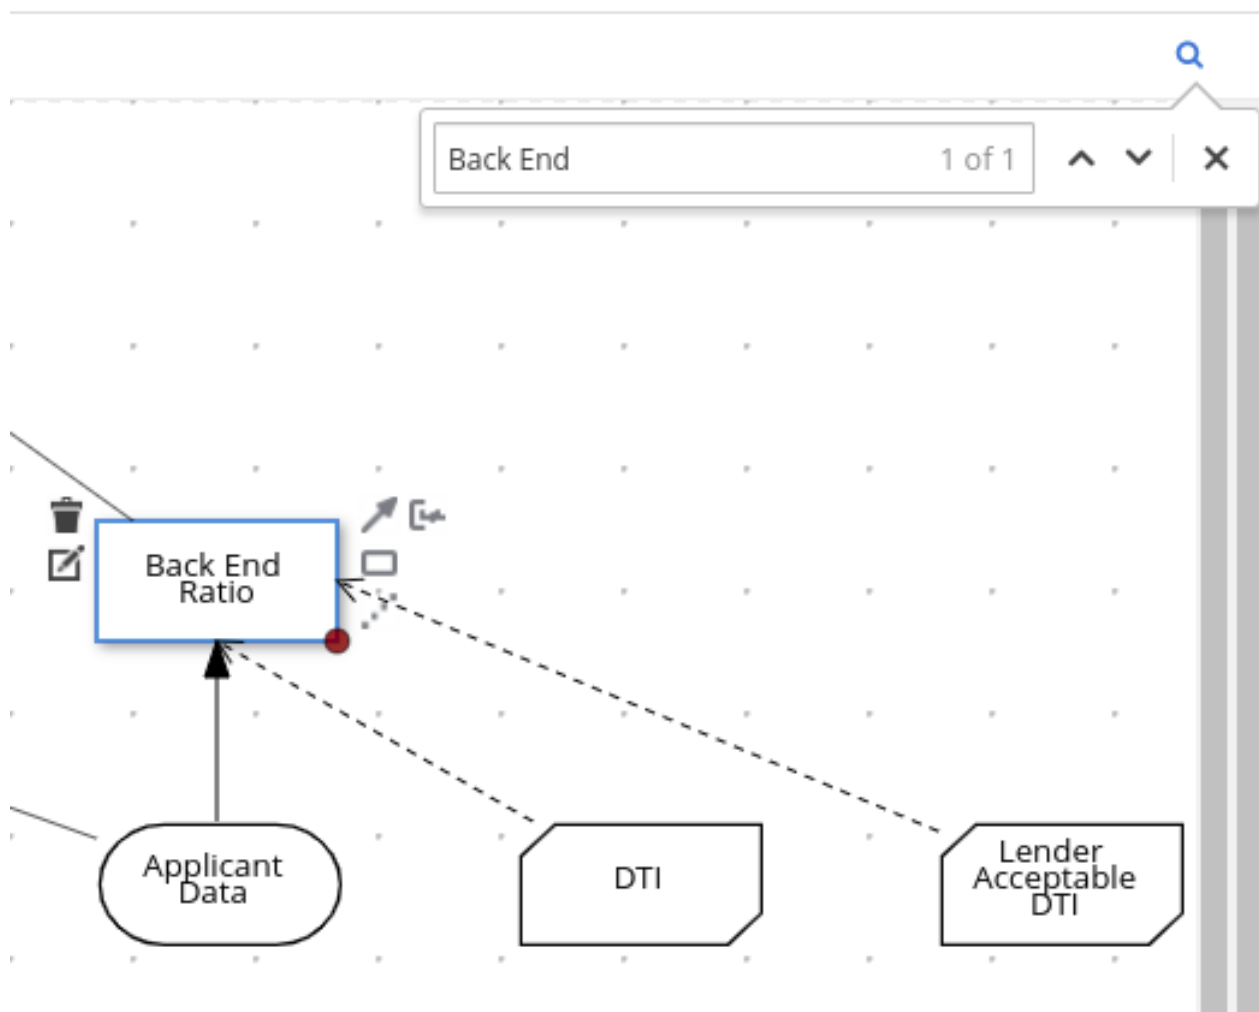 Back End 1 of 1
Back End
Ratio
Applicant
Data
DTI
Lender
Acceptable
DTI